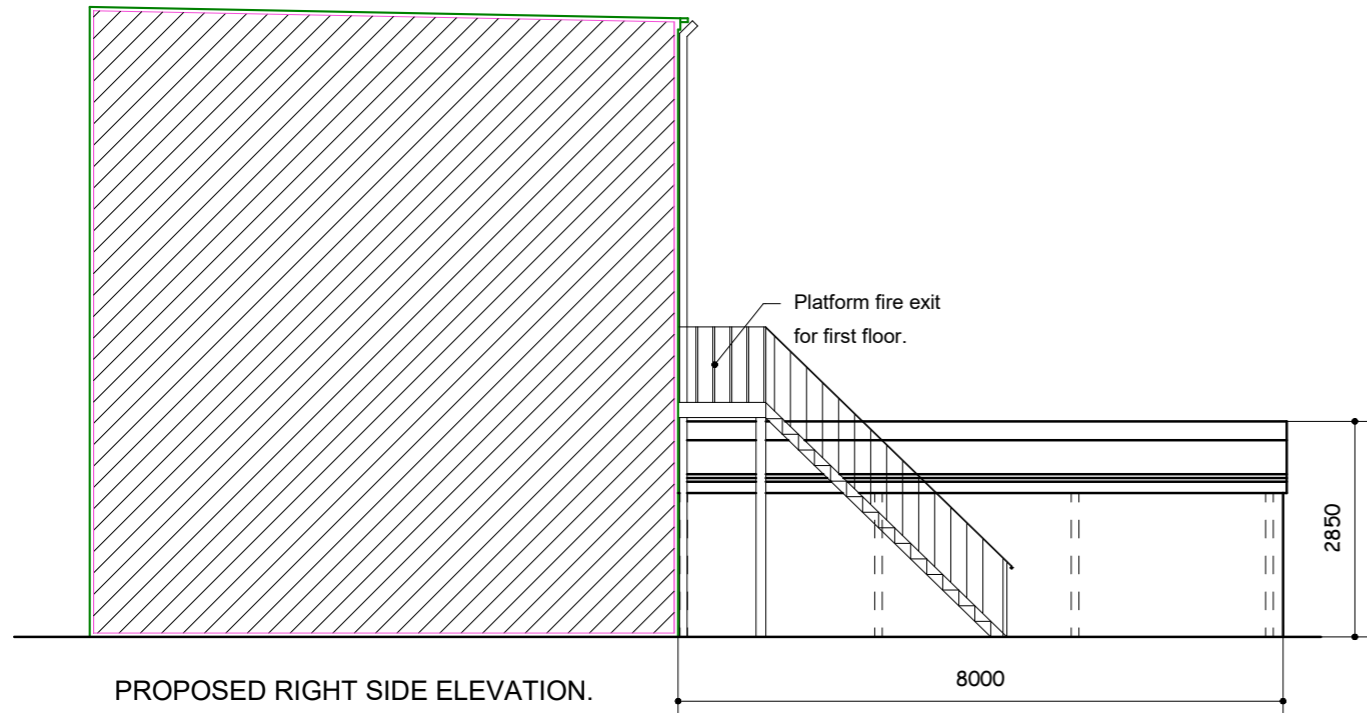 Platform fire exit
for first floor.
2850
8000
PROPOSED RIGHT SIDE ELEVATION.